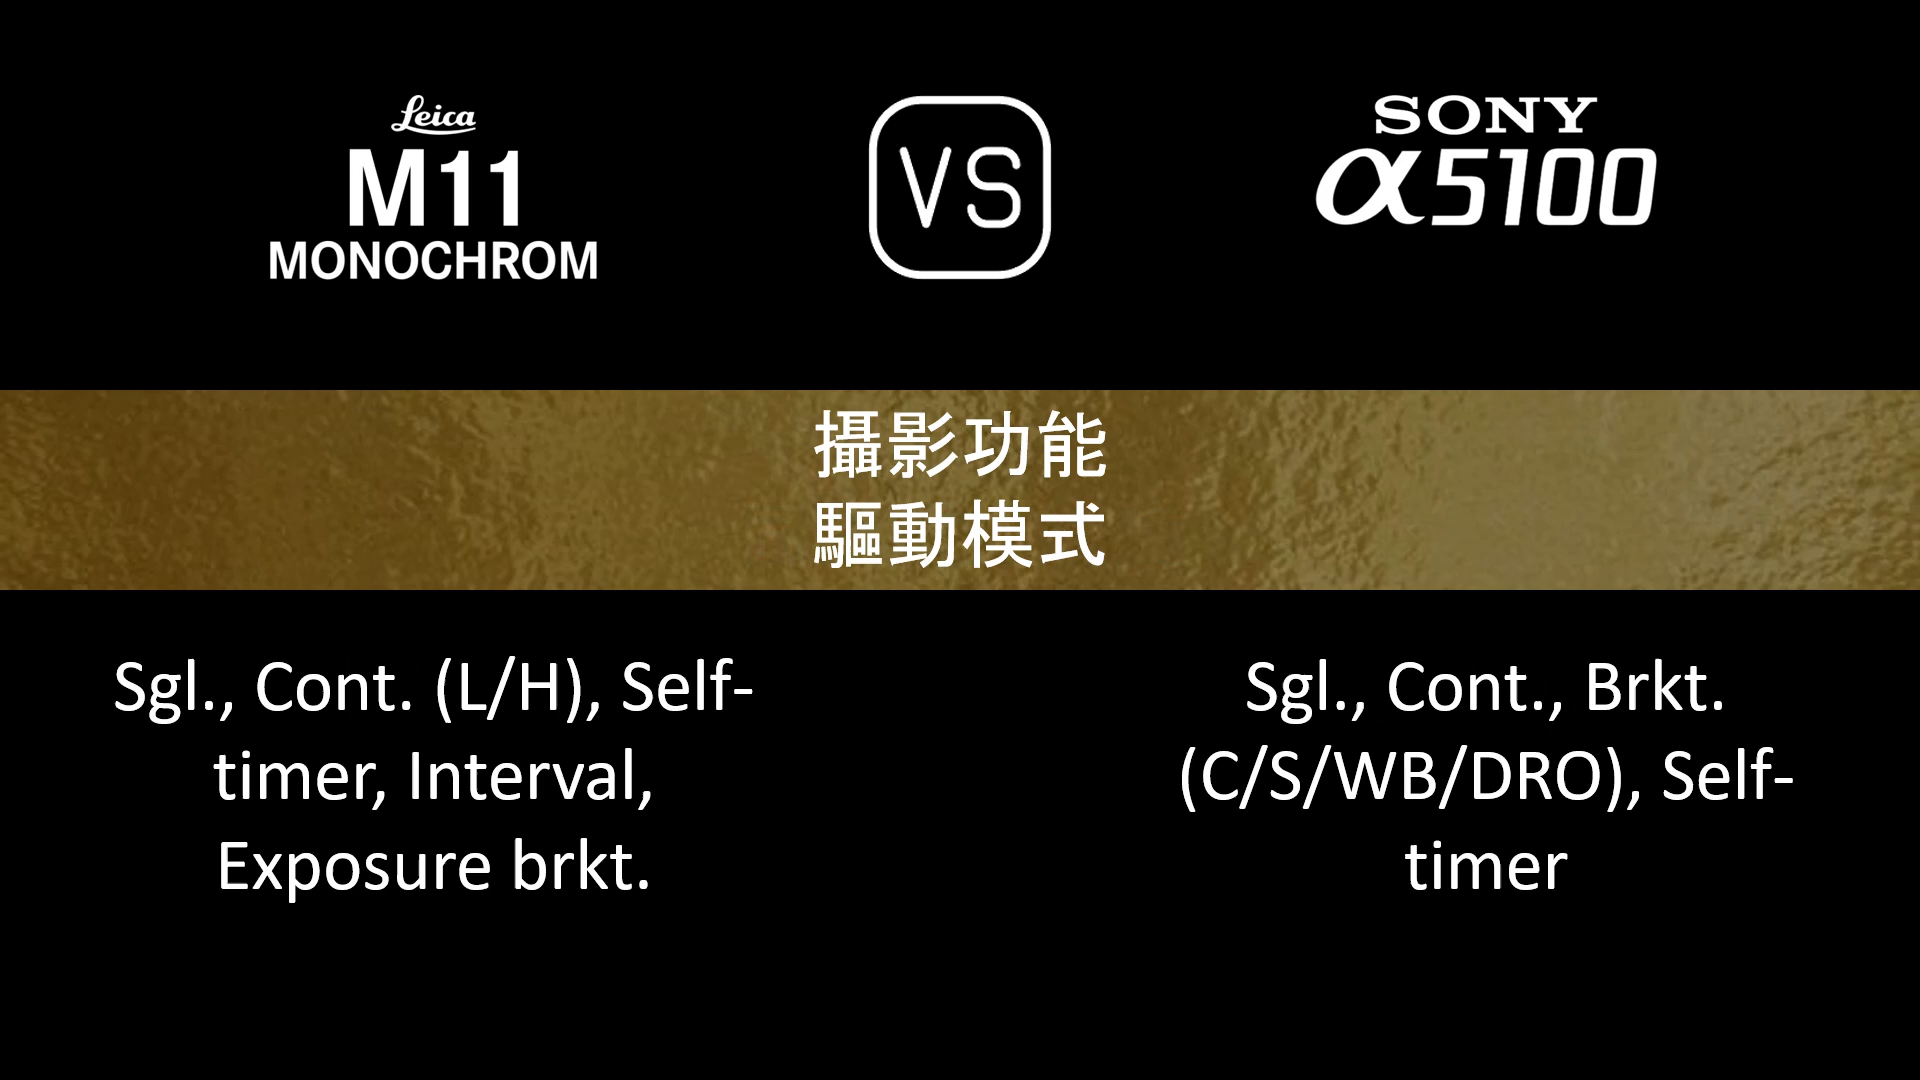 Leica
M11
MONOCHROM
VS
SONY
α5100
攝影功能
驅動模式
Sgl., Cont. (L/H), Self-
timer, Interval,
Exposure brkt.
Sgl., Cont., Brkt.
(C/S/WB/DRO), Self-
timer